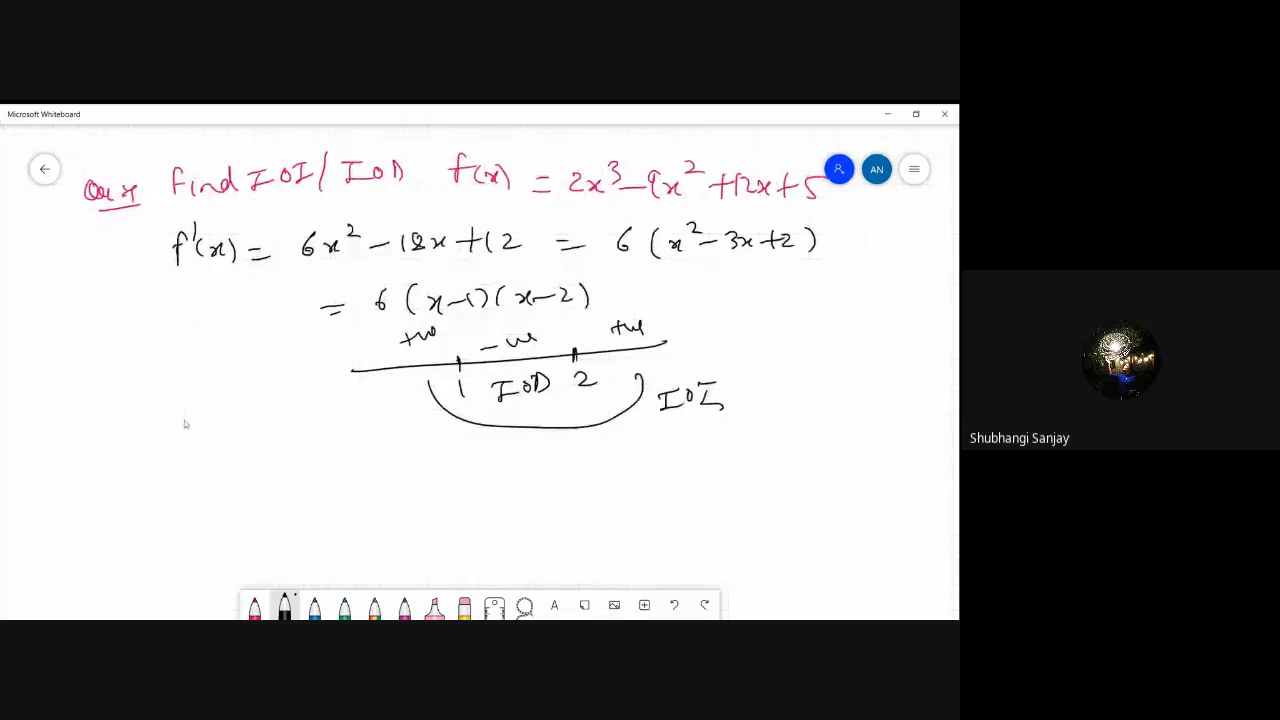 Microsoft Whiteboard
Ques Find IOI/IOD f(x) = 2x³-9x²+12x+5
AN
f'(x) = 6x²-18x+12 = 6(x²-3x+2)
= 6(x-1)(x-2)
+ve -ve +ve
1 IOD 2 IOI
Shubhangi Sanjay
A